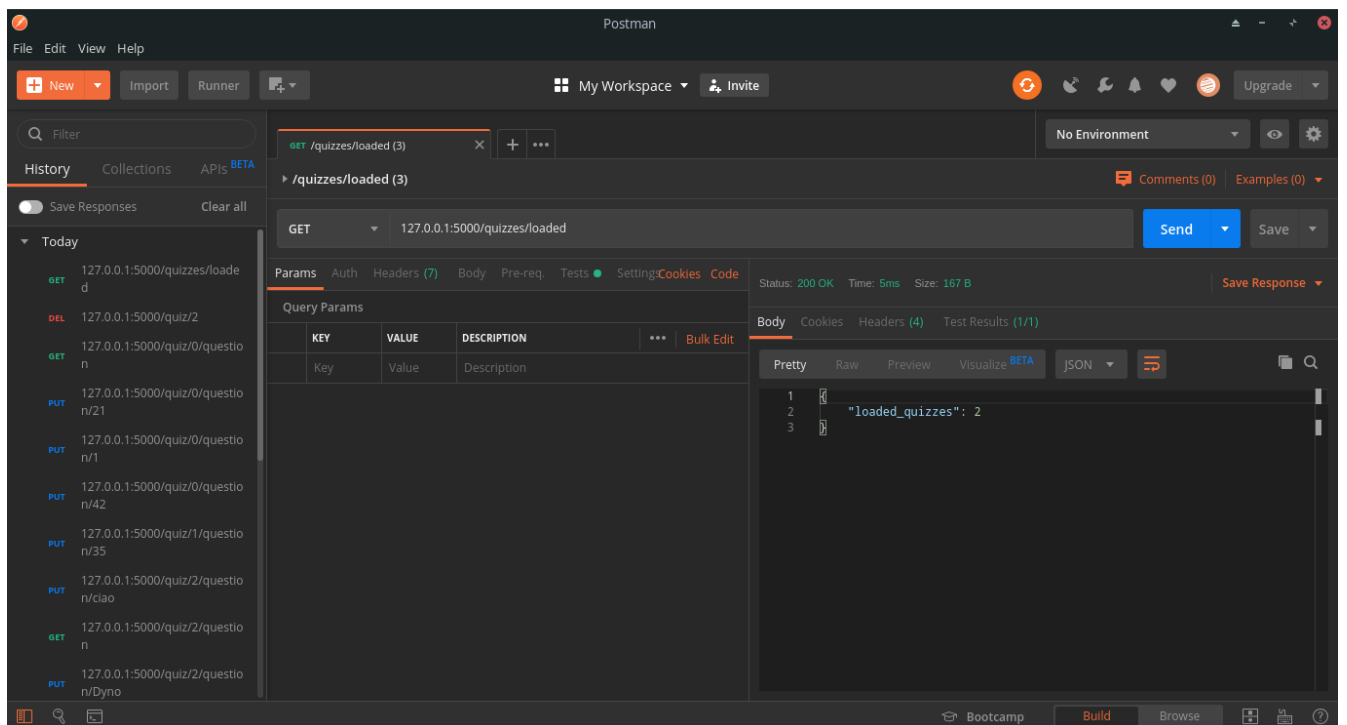 Postman
File Edit View Help
New Import Runner My Workspace Invite Upgrade
Filter
History Collections APIs BETA
Save Responses Clear all
Today
GET 127.0.0.1:5000/quizzes/loade
d
DEL 127.0.0.1:5000/quiz/2
GET 127.0.0.1:5000/quiz/0/questio
n
PUT 127.0.0.1:5000/quiz/0/questio
n/21
PUT 127.0.0.1:5000/quiz/0/questio
n/1
PUT 127.0.0.1:5000/quiz/0/questio
n/42
PUT 127.0.0.1:5000/quiz/1/questio
n/35
PUT 127.0.0.1:5000/quiz/2/questio
n/ciao
GET 127.0.0.1:5000/quiz/2/questio
n
PUT 127.0.0.1:5000/quiz/2/questio
n/Dyno
GET /quizzes/loaded (3)
No Environment
/quizzes/loaded (3)
Comments (0) Examples (0)
GET 127.0.0.1:5000/quizzes/loaded Send Save
Params Auth Headers (7) Body Pre-req. Tests Settings Cookies Code
Query Params
KEY VALUE DESCRIPTION Bulk Edit
Key Value Description
Status: 200 OK Time: 5ms Size: 167 B Save Response
Body Cookies Headers (4) Test Results (1/1)
Pretty Raw Preview Visualize BETA JSON
1 {
2 "loaded_quizzes": 2
3 }
Bootcamp Build Browse